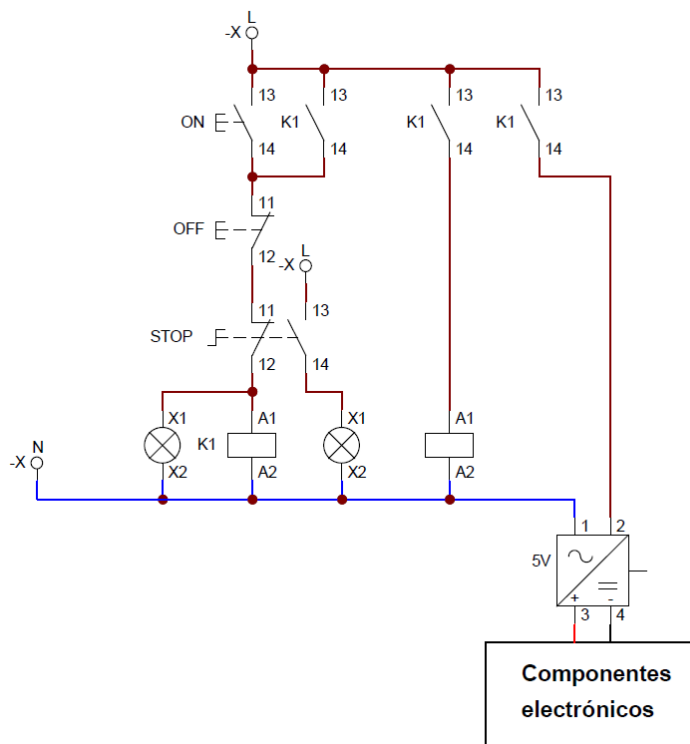 L
-X
13 13 13 13
ON K1 K1 K1
14 14 14 14
11
OFF
12
L
-X
11 13
STOP
12 14
X1 A1 X1 A1
K1
N
-X
X2 A2 X2 A2
1 2
5V
+ -
3 4
Componentes
electrónicos